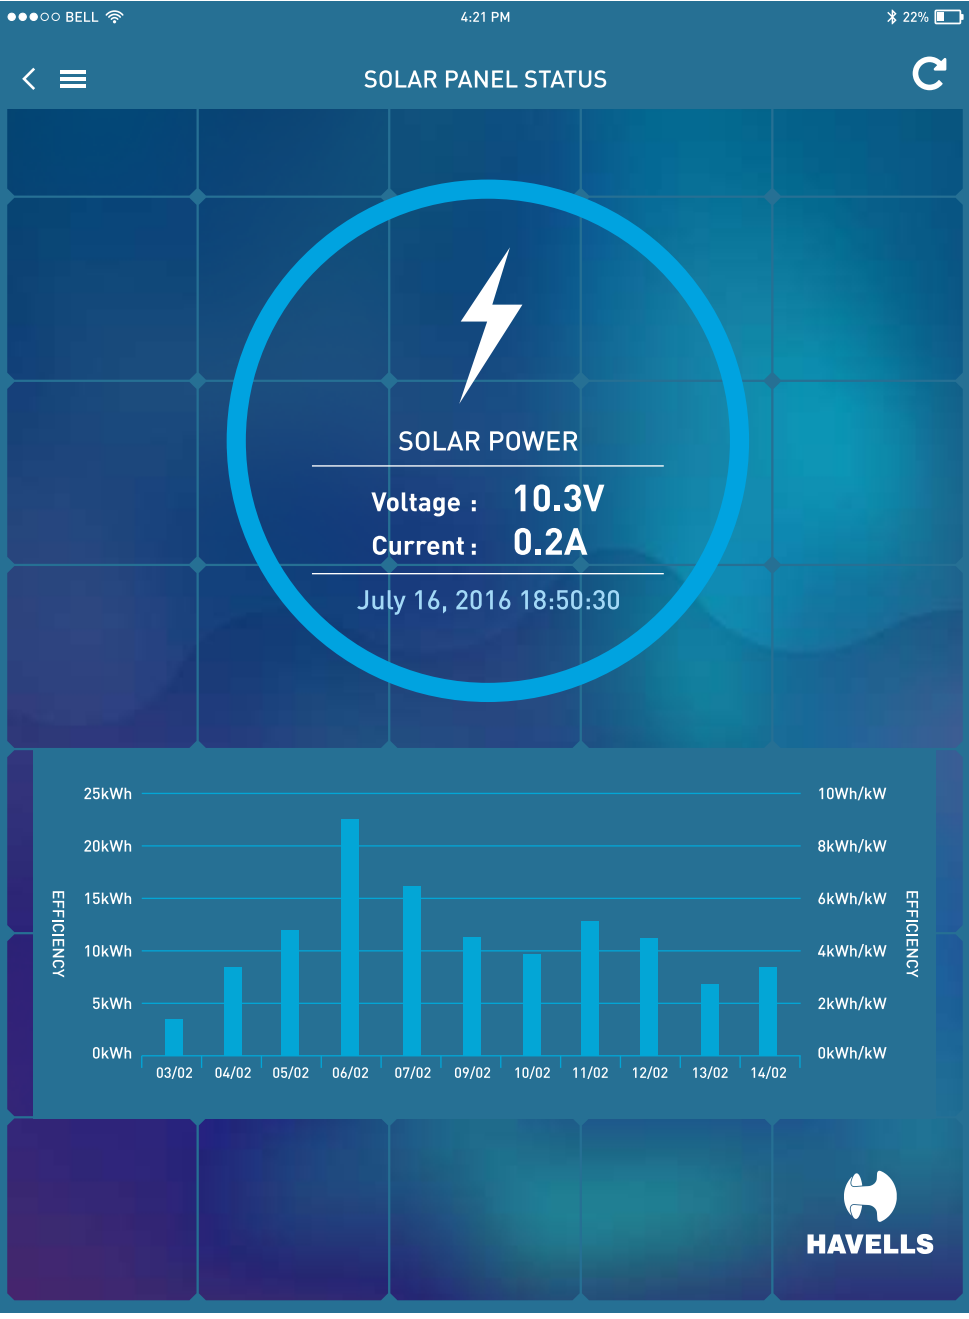 BELL
4:21 PM
22%
SOLAR PANEL STATUS
SOLAR POWER
Voltage : 10.3V
Current : 0.2A
July 16, 2016 18:50:30
25kWh
20kWh
15kWh
10kWh
5kWh
0kWh
EFFICIENCY
10Wh/kW
8kWh/kW
6kWh/kW
4kWh/kW
2kWh/kW
0kWh/kW
EFFICIENCY
03/02 04/02 05/02 06/02 07/02 09/02 10/02 11/02 12/02 13/02 14/02
HAVELLS